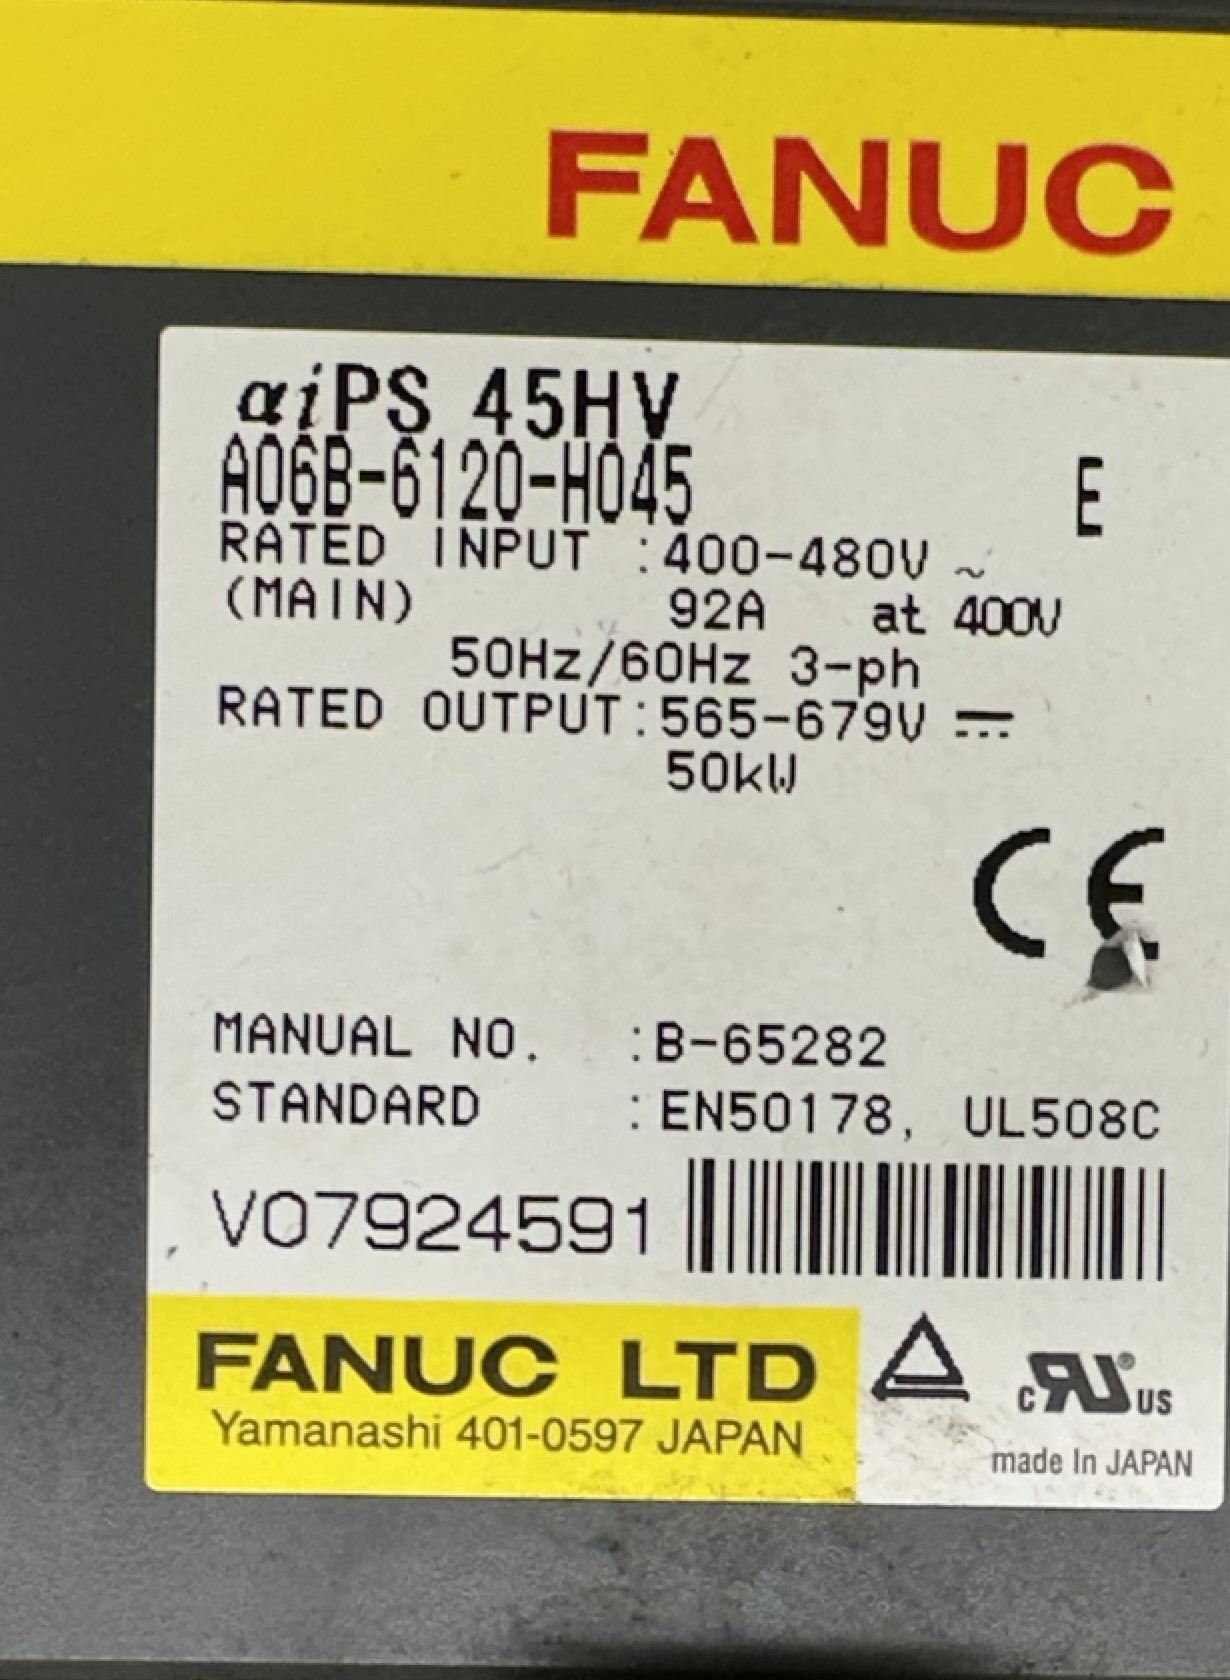 FANUC
αiPS 45HV
A06B-6120-H045 E
RATED INPUT :400-480V ~
(MAIN) 92A at 400V
50Hz/60Hz 3-ph
RATED OUTPUT:565-679V ⎓
50kW
CE
MANUAL NO. :B-65282
STANDARD :EN50178, UL508C
V07924591
FANUC LTD
Yamanashi 401-0597 JAPAN
c RU ® US
made In JAPAN